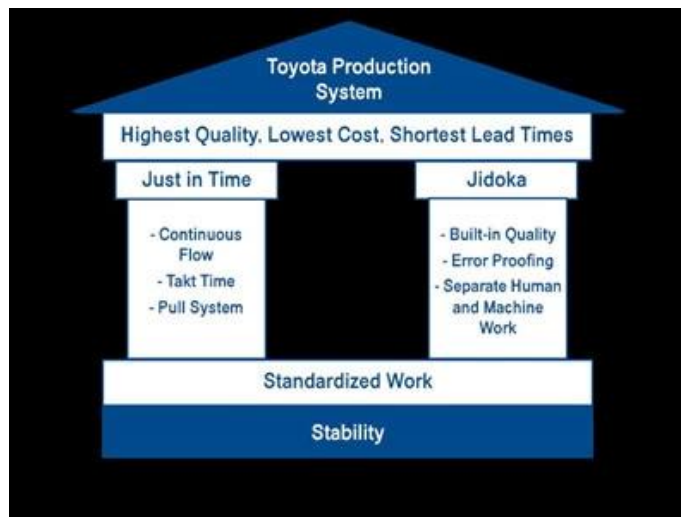 Toyota Production
System
Highest Quality, Lowest Cost, Shortest Lead Times
Just in Time
- Continuous
Flow
- Takt Time
- Pull System
Jidoka
- Built-in Quality
- Error Proofing
- Separate Human
and Machine
Work
Standardized Work
Stability